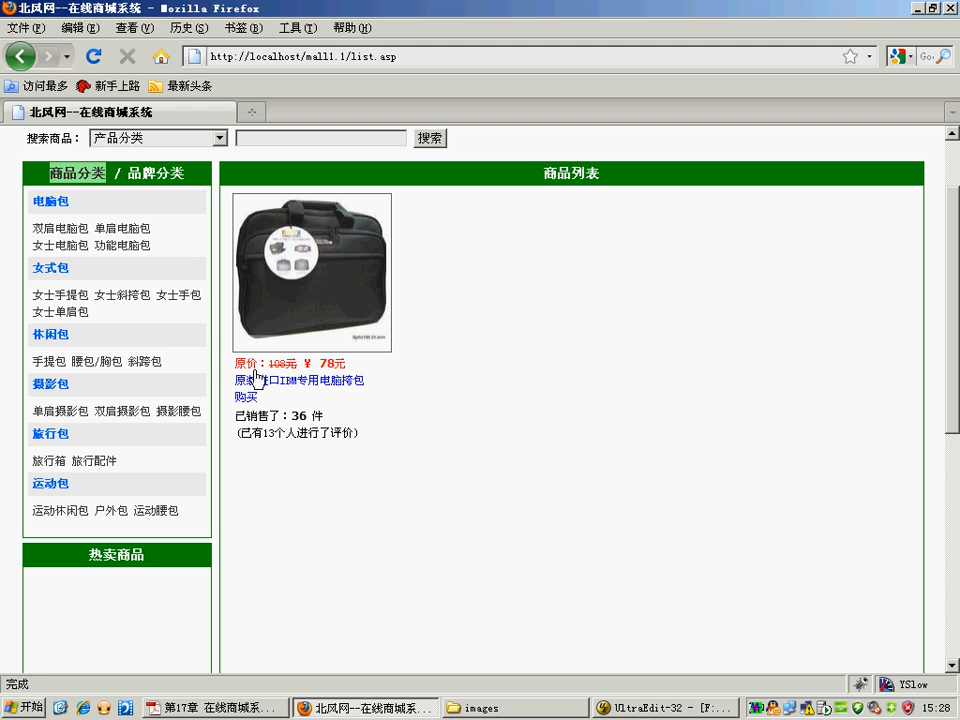 北风网--在线商城系统 - Mozilla Firefox
文件(F) 编辑(E) 查看(V) 历史(S) 书签(B) 工具(T) 帮助(H)
http://localhost/mall1.1/list.asp
访问最多 新手上路 最新头条
北风网--在线商城系统
搜索商品： 产品分类 搜索
商品分类 / 品牌分类
电脑包
双肩电脑包 单肩电脑包
女士电脑包 功能电脑包
女式包
女士手提包 女士斜挎包 女士手包
女士单肩包
休闲包
手提包 腰包/胸包 斜跨包
摄影包
单肩摄影包 双肩摄影包 摄影腰包
旅行包
旅行箱 旅行配件
运动包
运动休闲包 户外包 运动腰包
热卖商品
商品列表
原价：108元 ¥ 78元
原装进口IBM专用电脑挎包
购买
已销售了：36 件
(已有13个人进行了评价)
完成
YSlow
开始 第17章 在线商城系... 北风网--在线商城系... images UltraEdit-32 - [F:... 15:28